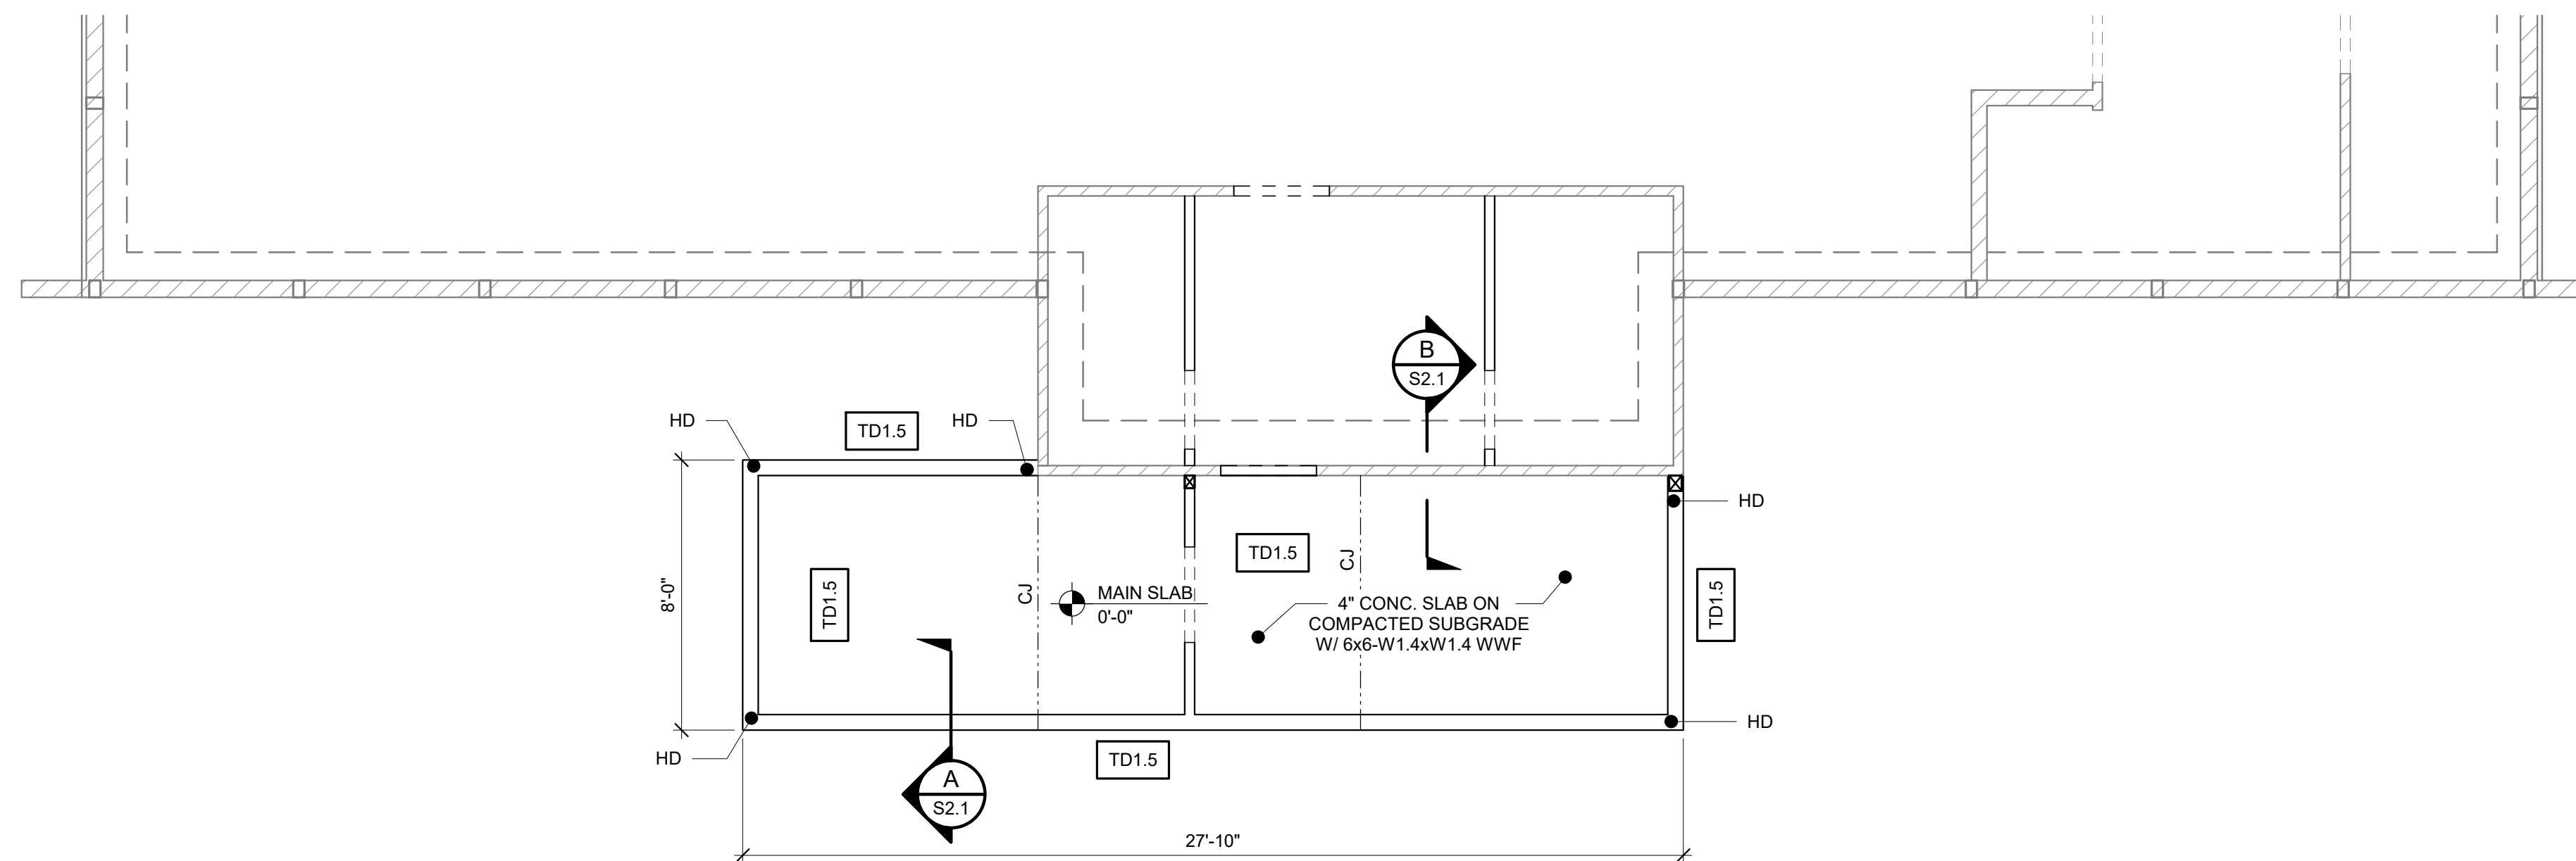 B
S2.1
HD
TD1.5
HD
HD
TD1.5
CJ
8'-0"
TD1.5
CJ
MAIN SLAB
0'-0"
4" CONC. SLAB ON
COMPACTED SUBGRADE
W/ 6x6-W1.4xW1.4 WWF
TD1.5
HD
HD
TD1.5
A
S2.1
27'-10"